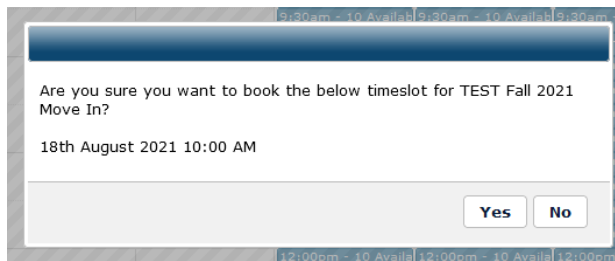 9:30am - 10 Availab 9:30am - 10 Availab 9:30am
Are you sure you want to book the below timeslot for TEST Fall 2021
Move In?
18th August 2021 10:00 AM
Yes No
12:00pm - 10 Availa 12:00pm - 10 Availa 12:00pm